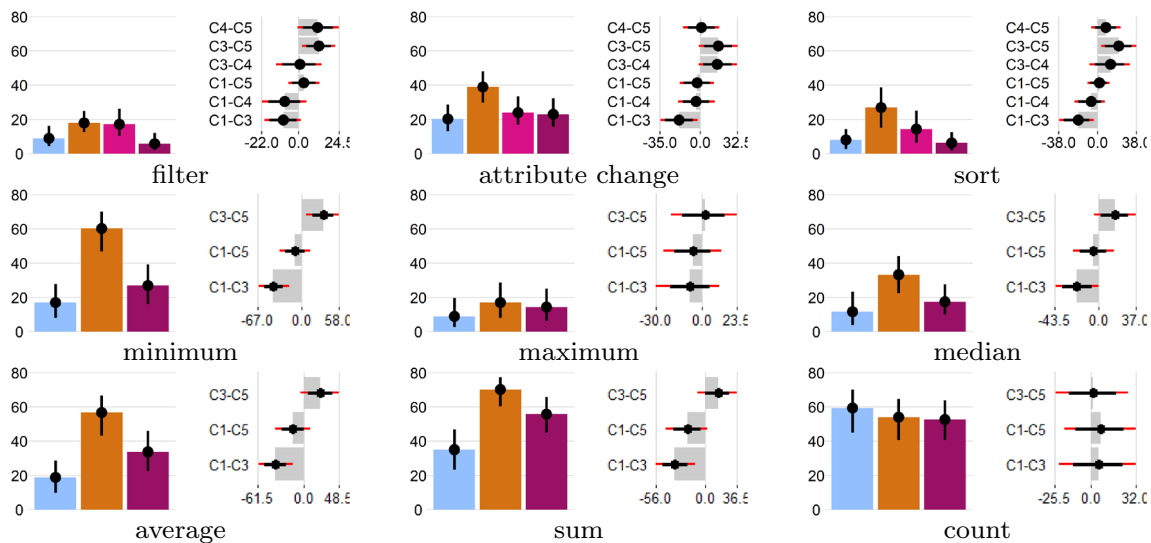 80
60
40
20
0
C4-C5
C3-C5
C3-C4
C1-C5
C1-C4
C1-C3
-22.0 0.0 24.5
filter
80
60
40
20
0
C4-C5
C3-C5
C3-C4
C1-C5
C1-C4
C1-C3
-35.0 0.0 32.5
attribute change
80
60
40
20
0
C4-C5
C3-C5
C3-C4
C1-C5
C1-C4
C1-C3
-38.0 0.0 38.0
sort
80
60
40
20
0
C3-C5
C1-C5
C1-C3
-67.0 0.0 58.0
minimum
80
60
40
20
0
C3-C5
C1-C5
C1-C3
-30.0 0.0 23.5
maximum
80
60
40
20
0
C3-C5
C1-C5
C1-C3
-43.5 0.0 37.0
median
80
60
40
20
0
C3-C5
C1-C5
C1-C3
-61.5 0.0 48.5
average
80
60
40
20
0
C3-C5
C1-C5
C1-C3
-56.0 0.0 36.5
sum
80
60
40
20
0
C3-C5
C1-C5
C1-C3
-25.5 0.0 32.0
count